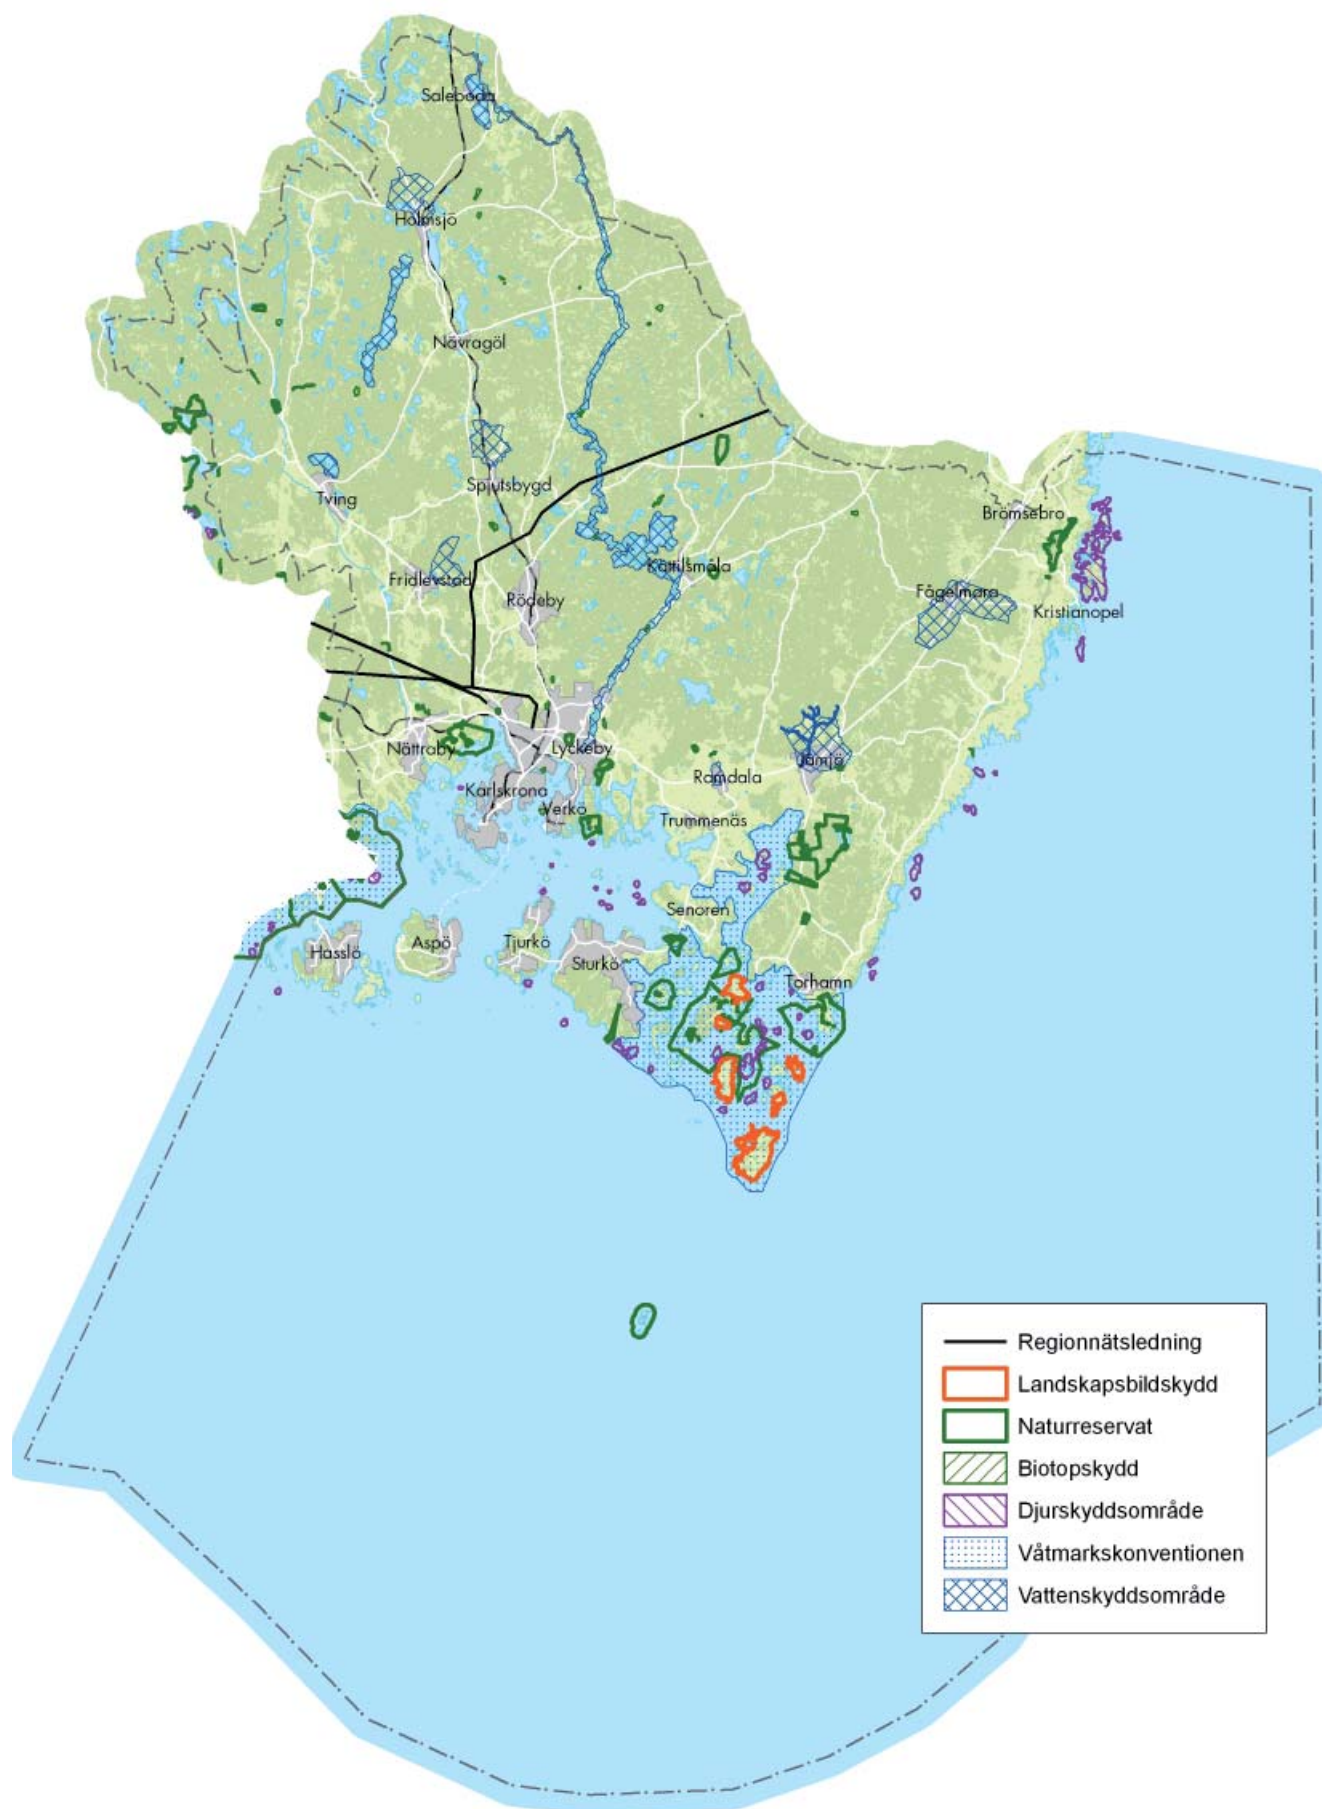 Saleboda
Holmsjö
Nävragöl
Spjutsbygd
Tving
Brömsebro
Kättilsmåla
Fridlevstad
Fågelmara
Rödeby
Kristianopel
Nättraby
Lyckeby
Jämjö
Ramdala
Karlskrona
Verkö
Trummenäs
Senoren
Aspö
Tjurkö
Hasslö
Sturkö
Torhamn
Regionnätsledning
Landskapsbildskydd
Naturreservat
Biotopskydd
Djurskyddsområde
Våtmarkskonventionen
Vattenskyddsområde